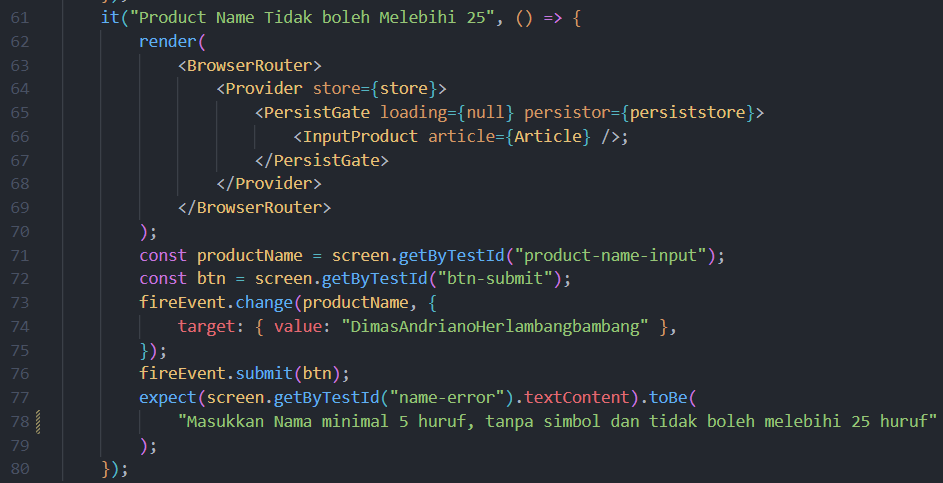 61 it("Product Name Tidak boleh Melebihi 25", () => {
62 render(
63 <BrowserRouter>
64 <Provider store={store}>
65 <PersistGate loading={null} persistor={persiststore}>
66 <InputProduct article={Article} />;
67 </PersistGate>
68 </Provider>
69 </BrowserRouter>
70 );
71 const productName = screen.getByTestId("product-name-input");
72 const btn = screen.getByTestId("btn-submit");
73 fireEvent.change(productName, {
74 target: { value: "DimasAndrianoHerlambangbambang" },
75 });
76 fireEvent.submit(btn);
77 expect(screen.getByTestId("name-error").textContent).toBe(
78 "Masukkan Nama minimal 5 huruf, tanpa simbol dan tidak boleh melebihi 25 huruf"
79 );
80 });